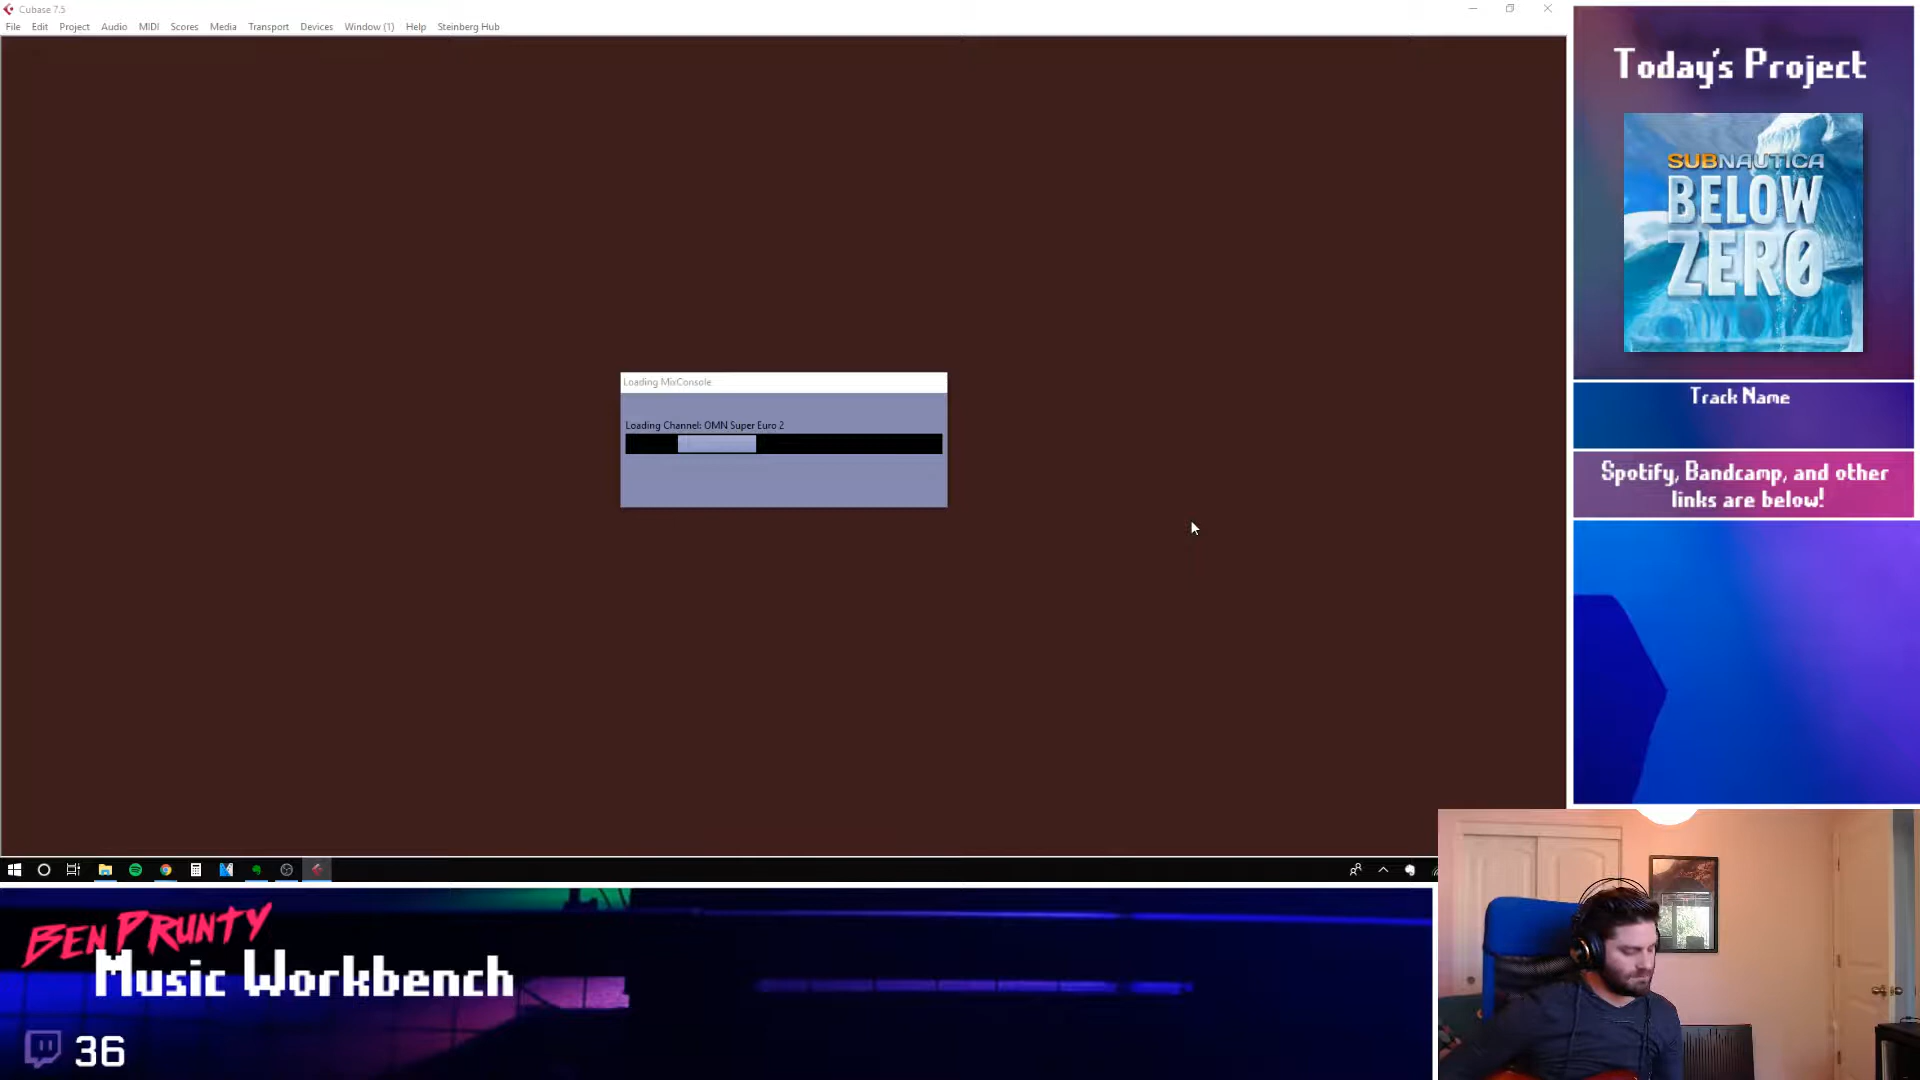 Cubase 7.5
File Edit Project Audio MIDI Scores Media Transport Devices Window (1) Help Steinberg Hub
Loading MixConsole
Loading Channel: OMN Super Euro 2
Today's Project
SUBNAUTICA
BELOW
ZERO
Track Name
Spotify, Bandcamp, and other
links are below!
BEN PRUNTY
Music Workbench
36